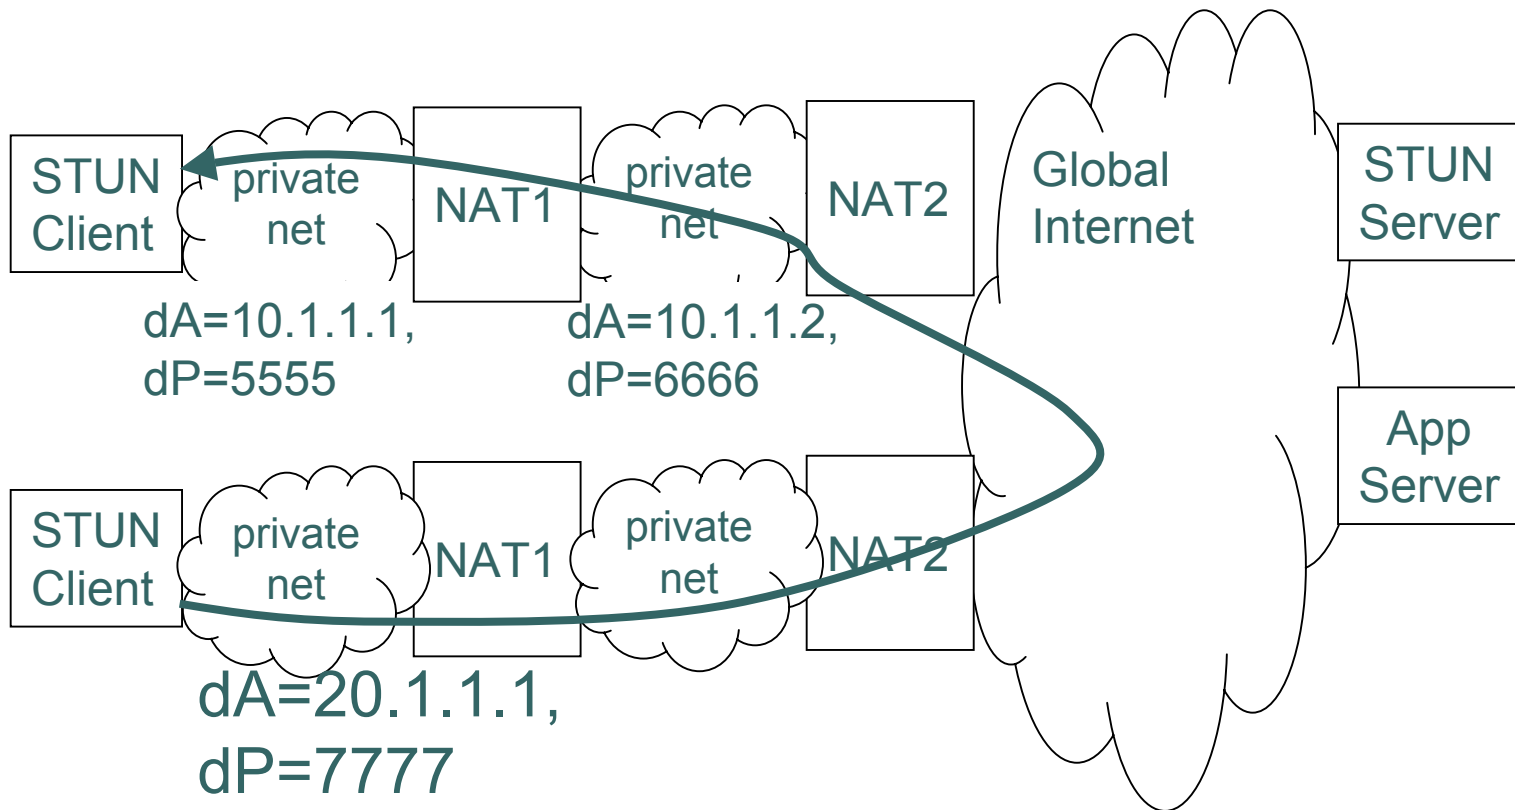 STUN
Client
private
net
NAT1
private
net
NAT2
Global
Internet
STUN
Server
dA=10.1.1.1,
dP=5555
dA=10.1.1.2,
dP=6666
App
Server
STUN
Client
private
net
NAT1
private
net
NAT2
dA=20.1.1.1,
dP=7777